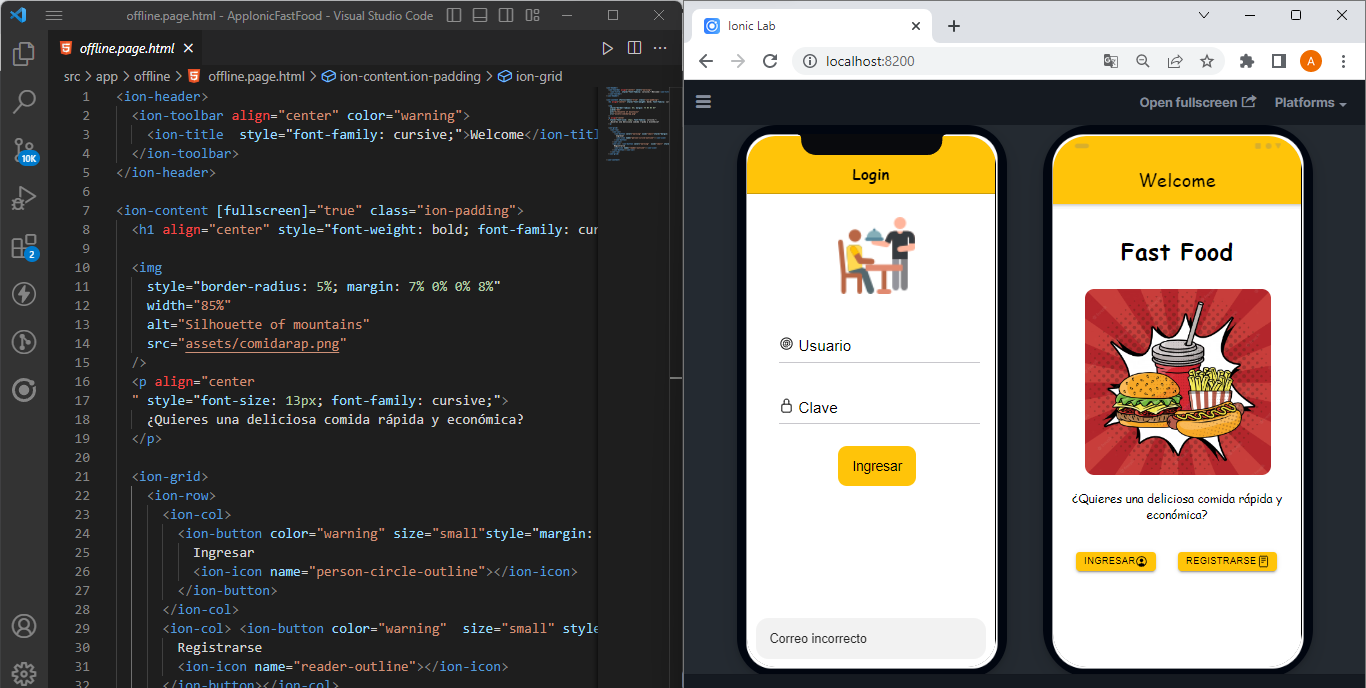 offline.page.html - AppIonicFastFood - Visual Studio Code
offline.page.html
src > app > offline > offline.page.html > ion-content.ion-padding > ion-grid
1 <ion-header>
2 <ion-toolbar align="center" color="warning">
3 <ion-title  style="font-family: cursive;">Welcome</ion-titl
4 </ion-toolbar>
5 </ion-header>
6
7 <ion-content [fullscreen]="true" class="ion-padding">
8 <h1 align="center" style="font-weight: bold; font-family: cur
9
10 <img
11 style="border-radius: 5%; margin: 7% 0% 0% 8%"
12 width="85%"
13 alt="Silhouette of mountains"
14 src="assets/comidarap.png"
15 />
16 <p align="center
17 " style="font-size: 13px; font-family: cursive;">
18 ¿Quieres una deliciosa comida rápida y económica?
19 </p>
20
21 <ion-grid>
22 <ion-row>
23 <ion-col>
24 <ion-button color="warning" size="small"style="margin:
25 Ingresar
26 <ion-icon name="person-circle-outline"></ion-icon>
27 </ion-button>
28 </ion-col>
29 <ion-col> <ion-button color="warning"  size="small" style
30 Registrarse
31 <ion-icon name="reader-outline"></ion-icon>
32 </ion-button></ion-col>
10K
2
Ionic Lab
localhost:8200
A
Open fullscreen
Platforms
Login
Usuario
Clave
Ingresar
Correo incorrecto
Welcome
Fast Food
¿Quieres una deliciosa comida rápida y
económica?
INGRESAR
REGISTRARSE